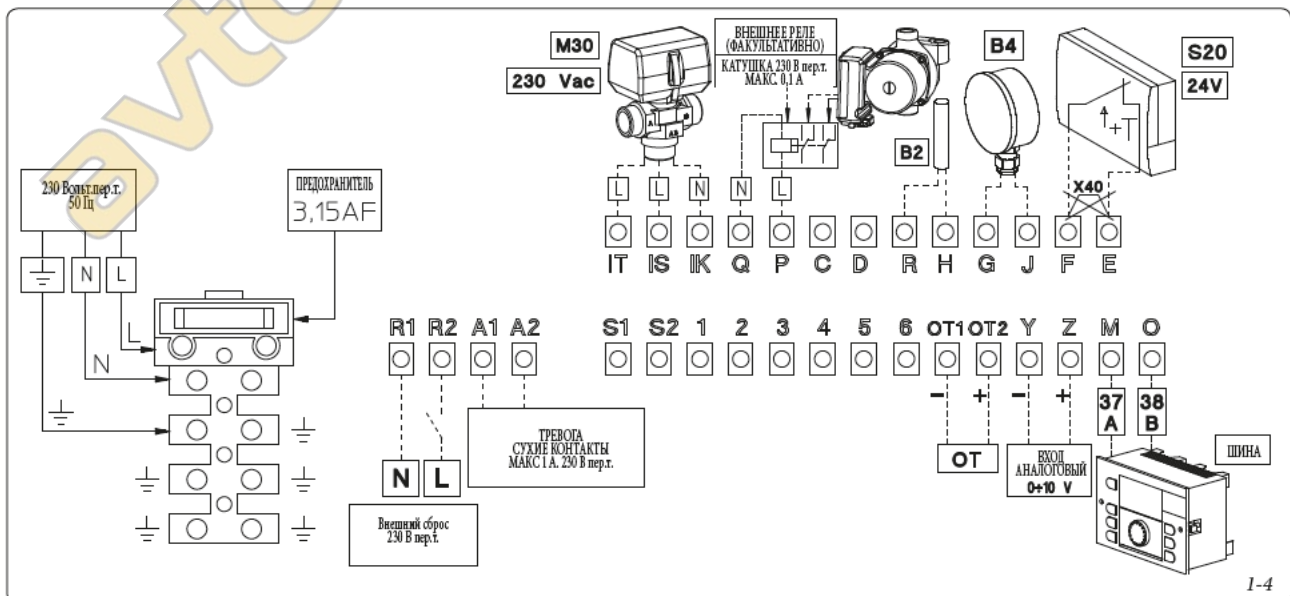 avto
M30
230 Vac
ВНЕШНЕЕ РЕЛЕ
(ФАКУЛЬТАТИВНО)
КАТУШКА 230 В пер.т.
МАКС. 0,1 А
B4
S20
24V
A
B
AB
+T
B2
X40
230 Вольт.пер.т.
50 Гц
ПРЕДОХРАНИТЕЛЬ
3,15AF
N L
L L N N L
IT IS IK Q P C D R H G J F E
L
N
R1 R2 A1 A2 S1 S2 1 2 3 4 5 6 OT1 OT2 Y Z M O
- + - +
37
A
38
B
N L
ТРЕВОГА
СУХИЕ КОНТАКТЫ
МАКС 1 А. 230 В пер.т.
OT
ВХОД
АНАЛОГОВЫЙ
0÷10 V
ШИНА
Внешний сброс
230 В пер.т.
1-4